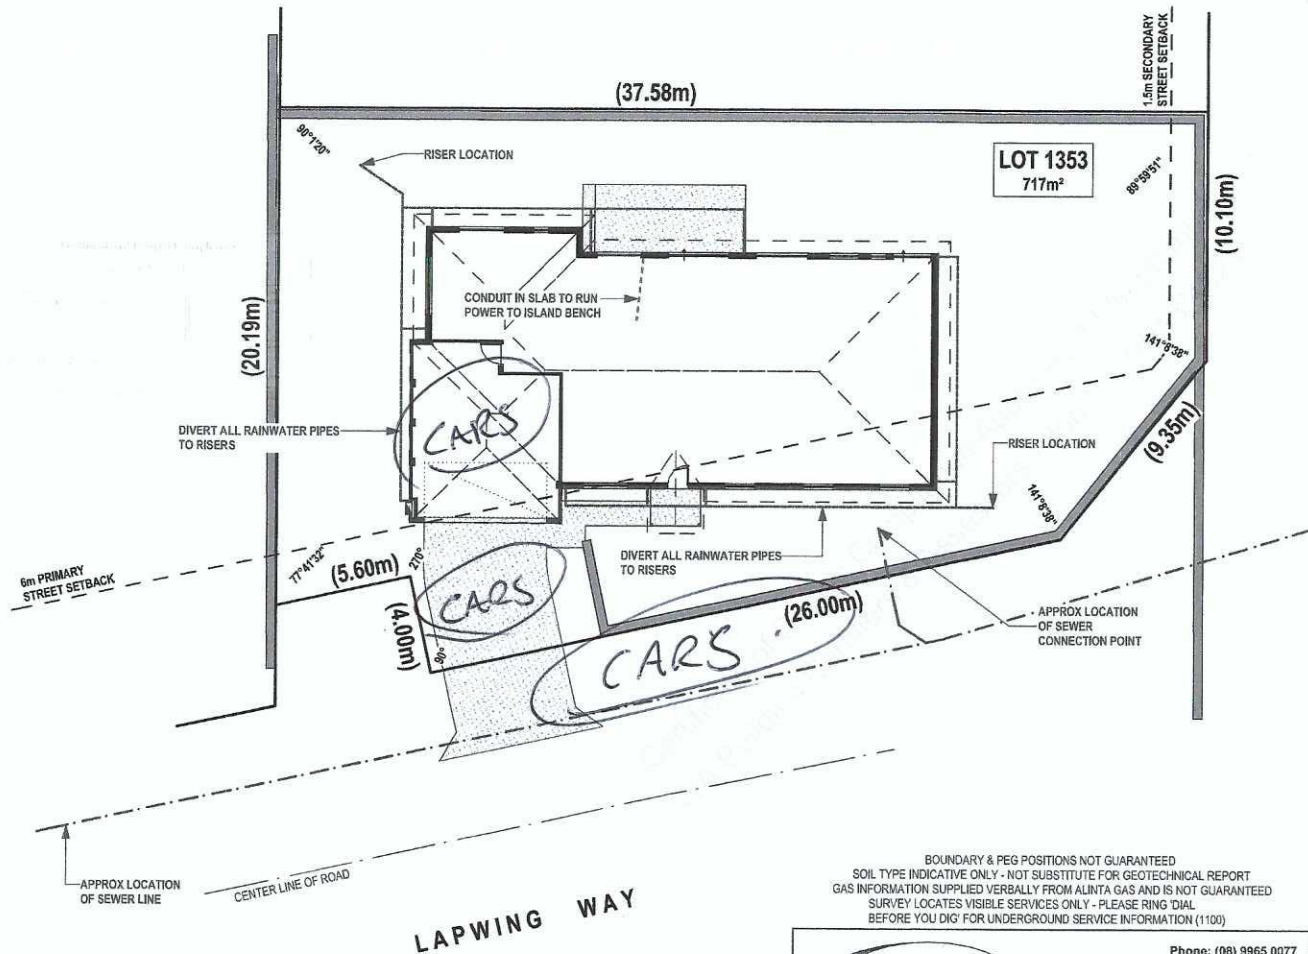 1.5m SECONDARY
STREET SETBACK
(37.58m)
90°1'20"
RISER LOCATION
LOT 1353
717m²
89°59'51"
(10.10m)
CONDUIT IN SLAB TO RUN
POWER TO ISLAND BENCH
(20.19m)
141°8'38"
CARS
DIVERT ALL RAINWATER PIPES
TO RISERS
(9.35m)
RISER LOCATION
141°8'38"
6m PRIMARY
STREET SETBACK
77°41'32"
(5.60m)
270°
DIVERT ALL RAINWATER PIPES
TO RISERS
CARS
(4.00m)
90°
(26.00m)
CARS
APPROX LOCATION
OF SEWER
CONNECTION POINT
APPROX LOCATION
OF SEWER LINE
CENTER LINE OF ROAD
LAPWING WAY
BOUNDARY & PEG POSITIONS NOT GUARANTEED
SOIL TYPE INDICATIVE ONLY - NOT SUBSTITUTE FOR GEOTECHNICAL REPORT
GAS INFORMATION SUPPLIED VERBALLY FROM ALINTA GAS AND IS NOT GUARANTEED
SURVEY LOCATES VISIBLE SERVICES ONLY - PLEASE RING 'DIAL
BEFORE YOU DIG' FOR UNDERGROUND SERVICE INFORMATION (1100)
Phone: (08) 9965 0077